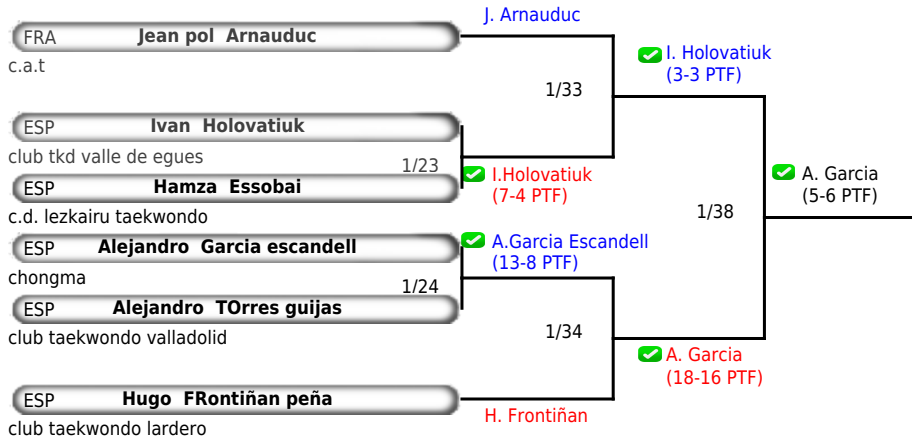 J. Arnauduc
FRA Jean pol Arnauduc
c.a.t
I. Holovatiuk
(3-3 PTF)
1/33
ESP Ivan Holovatiuk
club tkd valle de egues
1/23
I.Holovatiuk
(7-4 PTF)
ESP Hamza Essobai
c.d. lezkairu taekwondo
A. Garcia
(5-6 PTF)
1/38
ESP Alejandro Garcia escandell
chongma
A.Garcia Escandell
(13-8 PTF)
1/24
ESP Alejandro TOrres guijas
club taekwondo valladolid
1/34
A. Garcia
(18-16 PTF)
ESP Hugo FRontiñan peña
club taekwondo lardero
H. Frontiñan